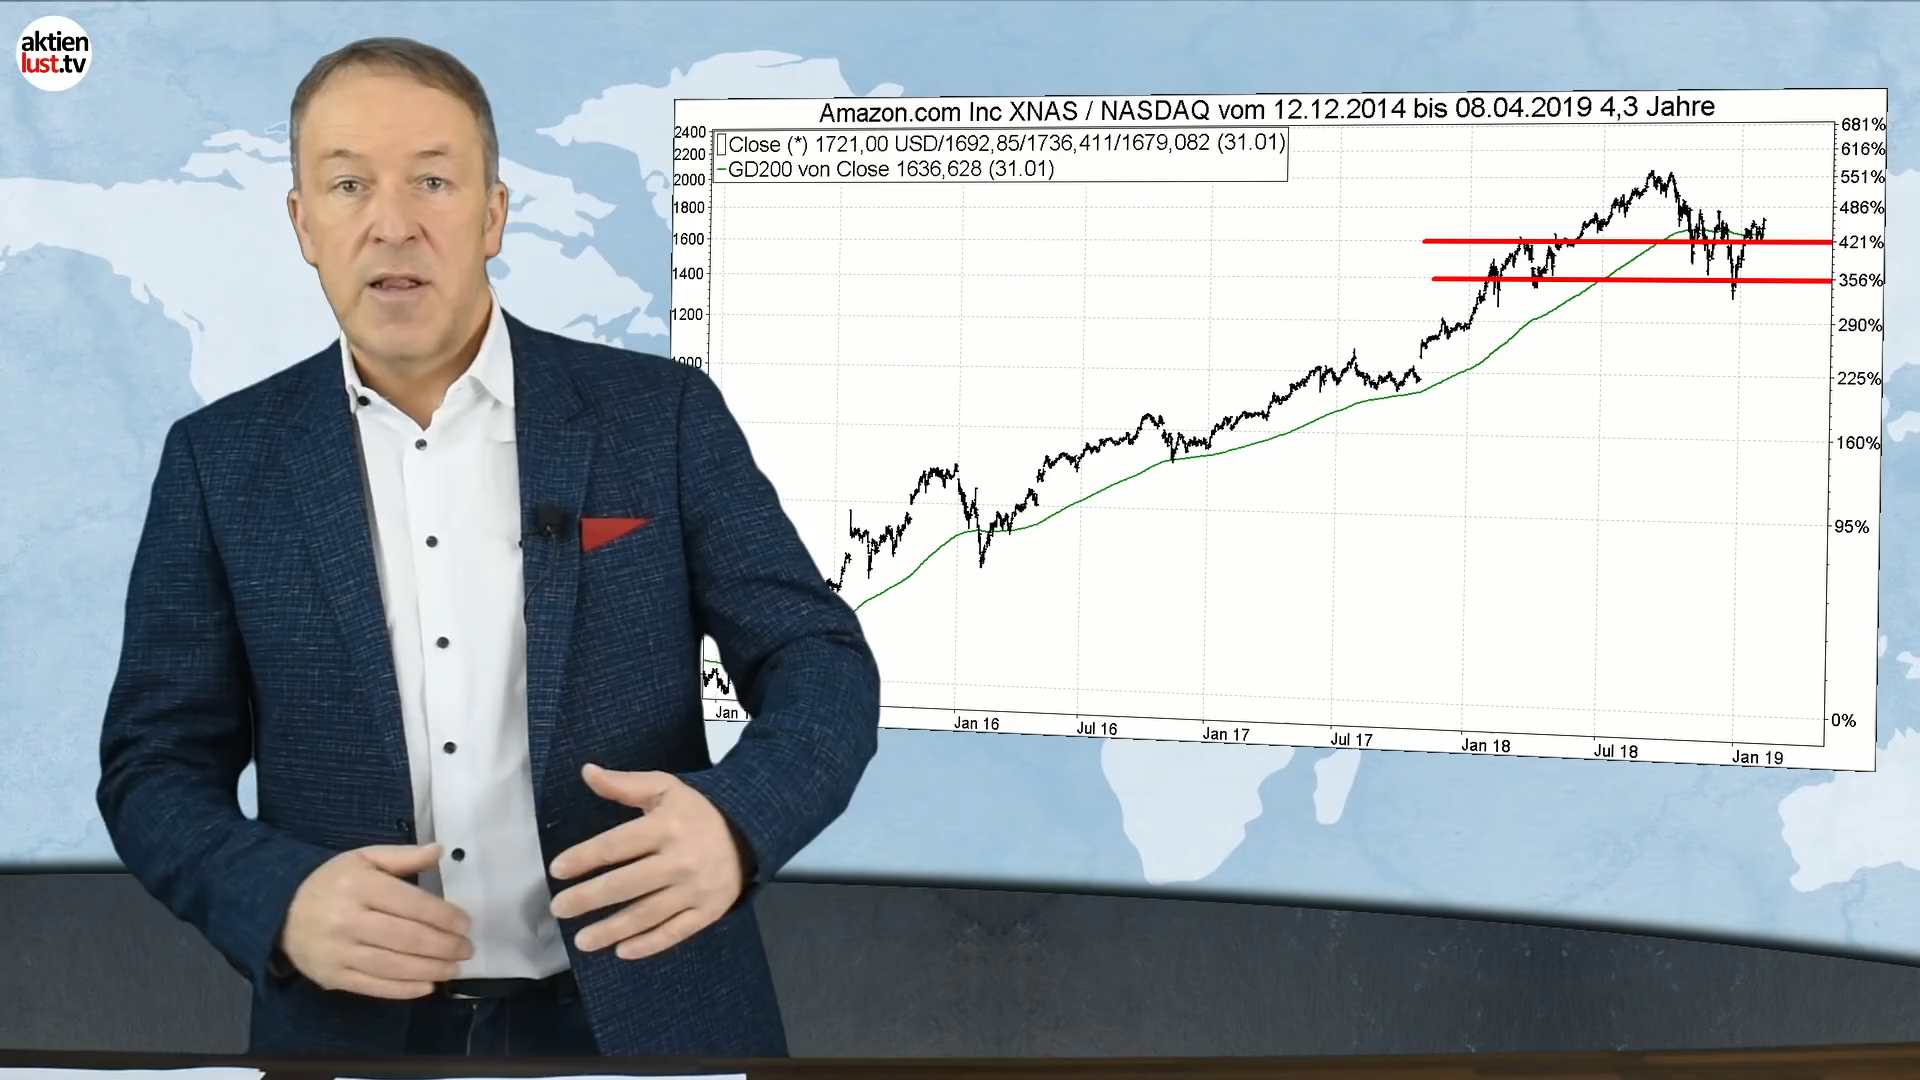 aktien
lust.tv
Amazon.com Inc XNAS / NASDAQ vom 12.12.2014 bis 08.04.2019 4,3 Jahre
Close (*) 1721,00 USD/1692,85/1736,411/1679,082 (31.01)
GD200 von Close 1636,628 (31.01)
2400
2200
2000
1800
1600
1400
1200
681%
616%
551%
486%
421%
356%
290%
225%
160%
95%
0%
Jan 16
Jul 16
Jan 17
Jul 17
Jan 18
Jul 18
Jan 19